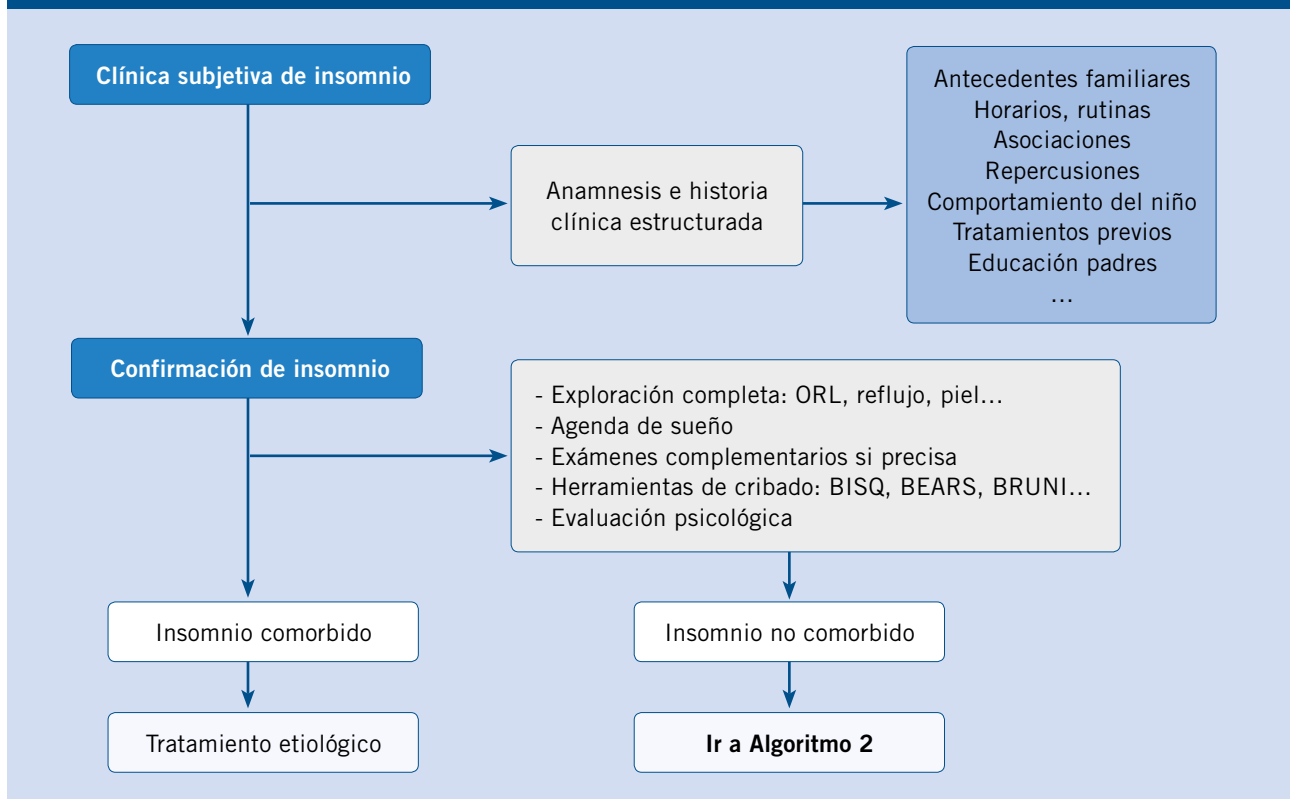 Clínica subjetiva de insomnio
Anamnesis e historia
clínica estructurada
Antecedentes familiares
Horarios, rutinas
Asociaciones
Repercusiones
Comportamiento del niño
Tratamientos previos
Educación padres
...
Confirmación de insomnio
- Exploración completa: ORL, reflujo, piel...
- Agenda de sueño
- Exámenes complementarios si precisa
- Herramientas de cribado: BISQ, BEARS, BRUNI...
- Evaluación psicológica
Insomnio comorbido
Insomnio no comorbido
Tratamiento etiológico
Ir a Algoritmo 2